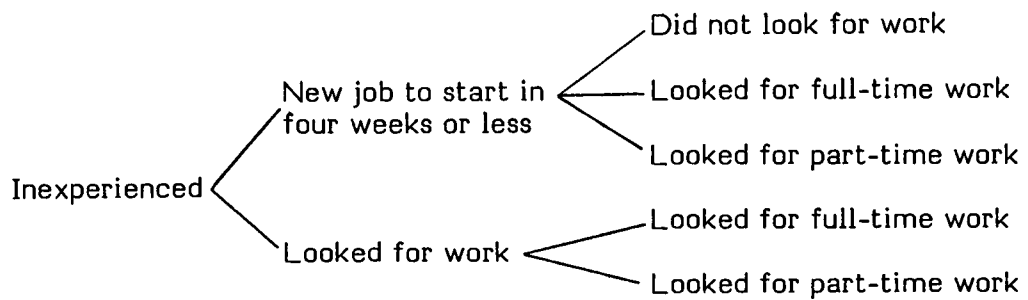 Did not look for work
New job to start in
four weeks or less
Looked for full-time work
Looked for part-time work
Inexperienced
Looked for work
Looked for full-time work
Looked for part-time work